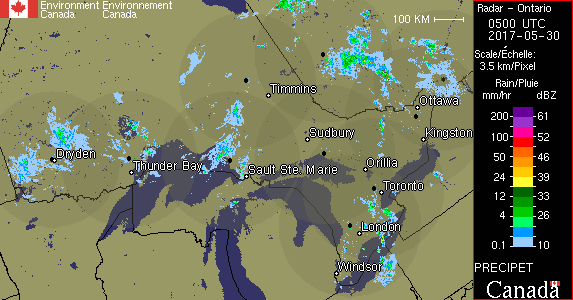 Environment Environnement
Canada Canada
100 KM
Timmins
Ottawa
Sudbury
Kingston
Dryden
Thunder Bay
Sault Ste. Marie
Orillia
Toronto
London
Windsor
Radar - Ontario
0500 UTC
2017-05-30
Scale/Échelle:
3.5 km/Pixel
Rain/Pluie
mm/hr dBZ
200 61
100 52
50 46
24 39
12 33
4 26
0.1 10
PRECIPET
Canada